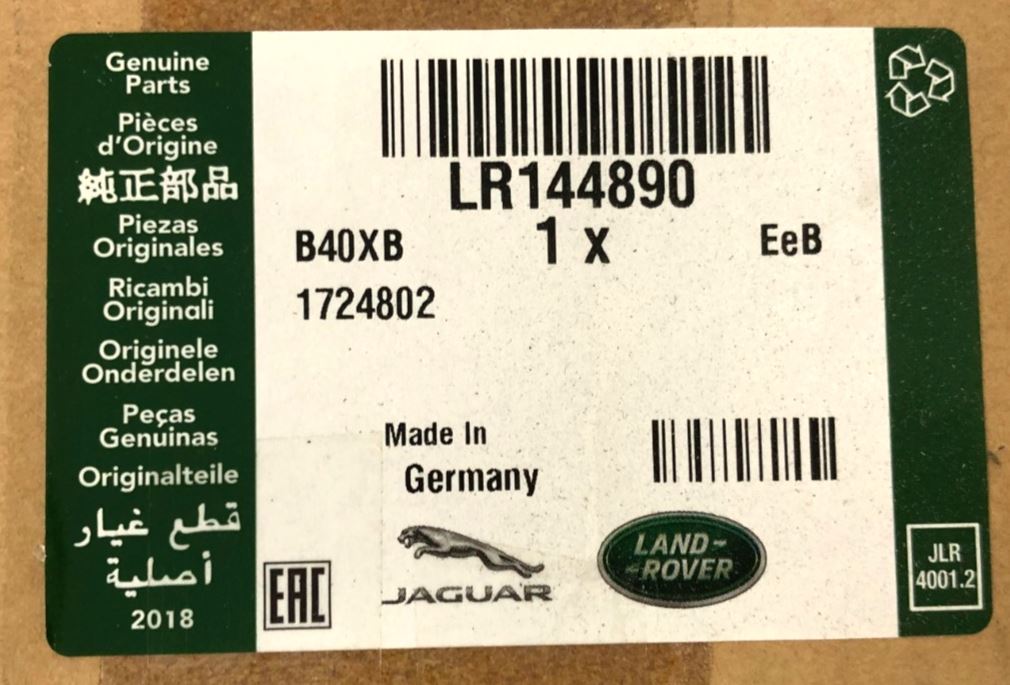 Genuine
Parts
Pièces
d'Origine
純正部品
Piezas
Originales
Ricambi
Originali
Originele
Onderdelen
Peças
Genuinas
Originalteile
قطع غيار
أصلية
2018
LR144890
B40XB 1 x EeB
1724802
Made In
Germany
EAC
JAGUAR
LAND-
-ROVER
JLR
4001.2